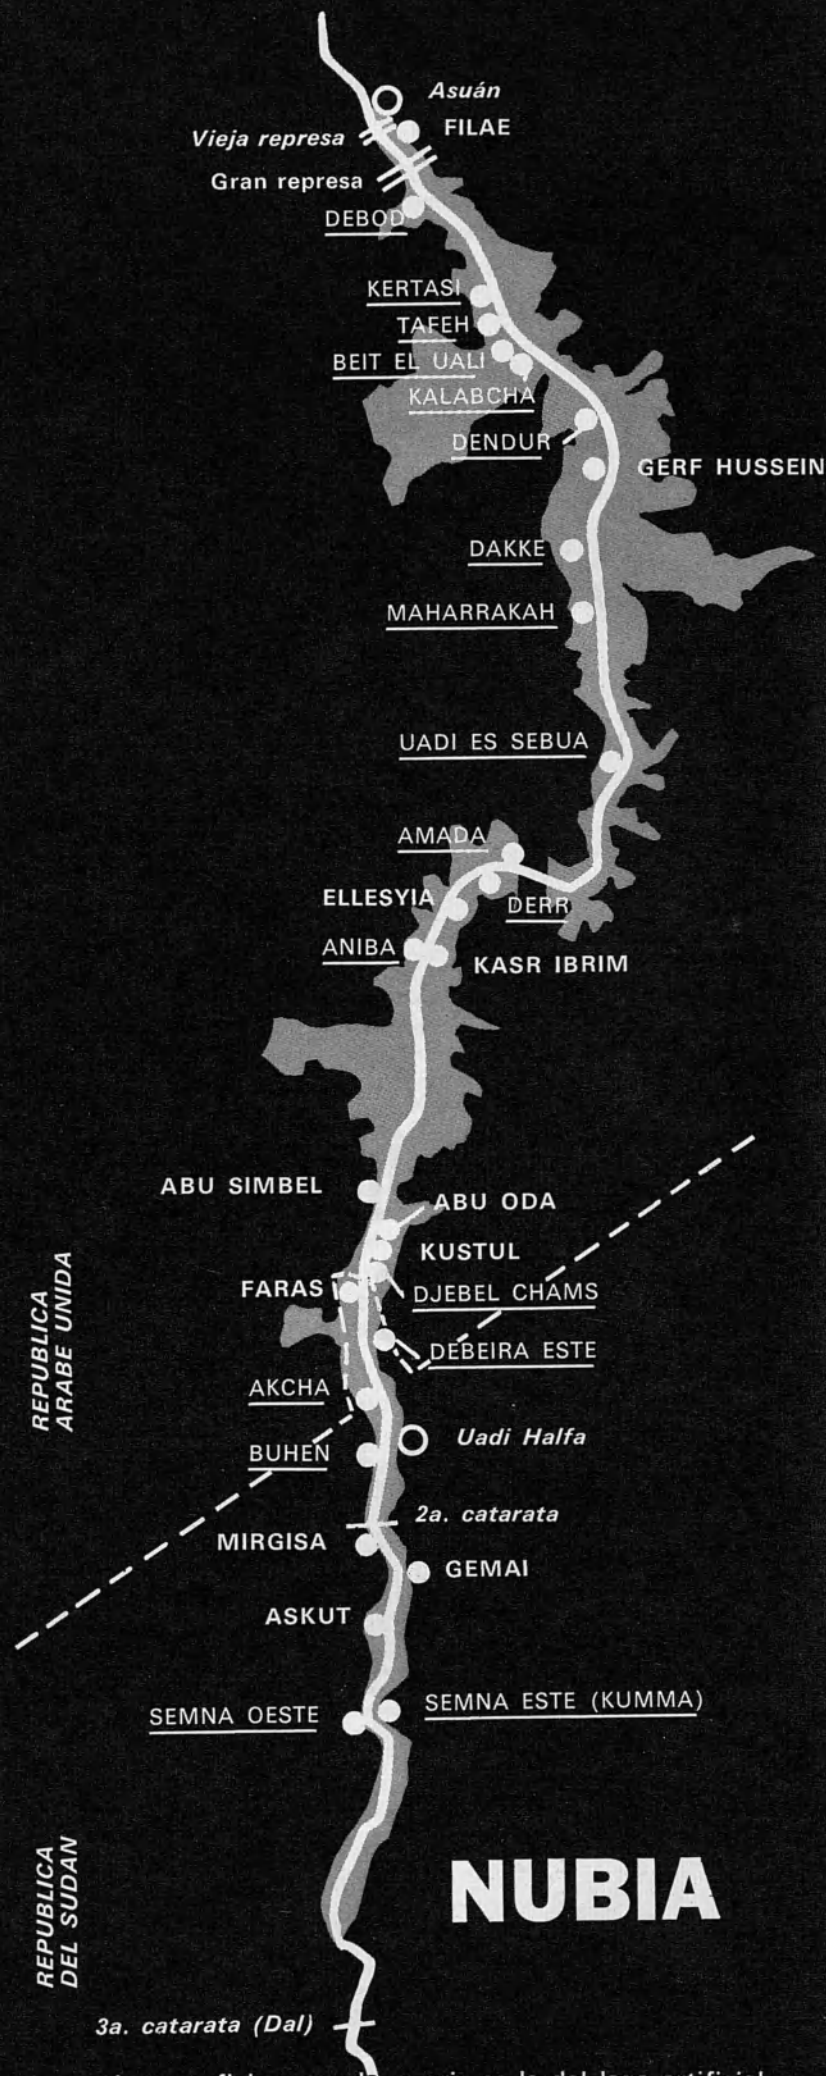 Asuán
Vieja represa
FILAE
Gran represa
DEBOD
KERTASI
TAFEH
BEIT EL UALI
KALABCHA
DENDUR
GERF HUSSEIN
DAKKE
MAHARRAKAH
UADI ES SEBUA
AMADA
ELLESYIA
DERR
ANIBA
KASR IBRIM
ABU SIMBEL
ABU ODA
KUSTUL
FARAS
DJEBEL CHAMS
REPUBLICA
ARABE UNIDA
DEBEIRA ESTE
AKCHA
Uadi Halfa
BUHEN
2a. catarata
MIRGISA
GEMAI
ASKUT
SEMNA OESTE
SEMNA ESTE (KUMMA)
NUBIA
REPUBLICA
DEL SUDAN
3a. catarata (Dal)